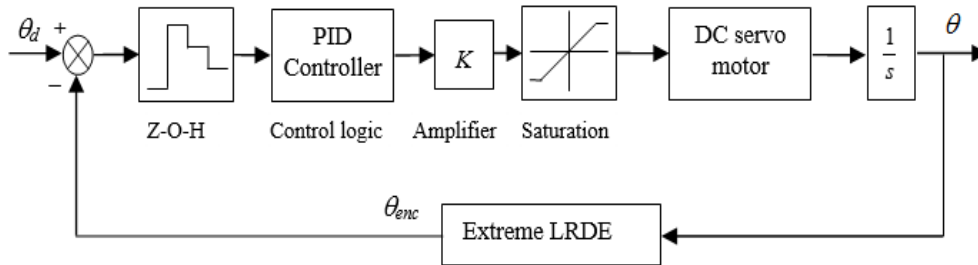 θd + −
Z-O-H
PID
Controller
Control logic
K
Amplifier
Saturation
DC servo
motor
1
s
θ
θenc
Extreme LRDE